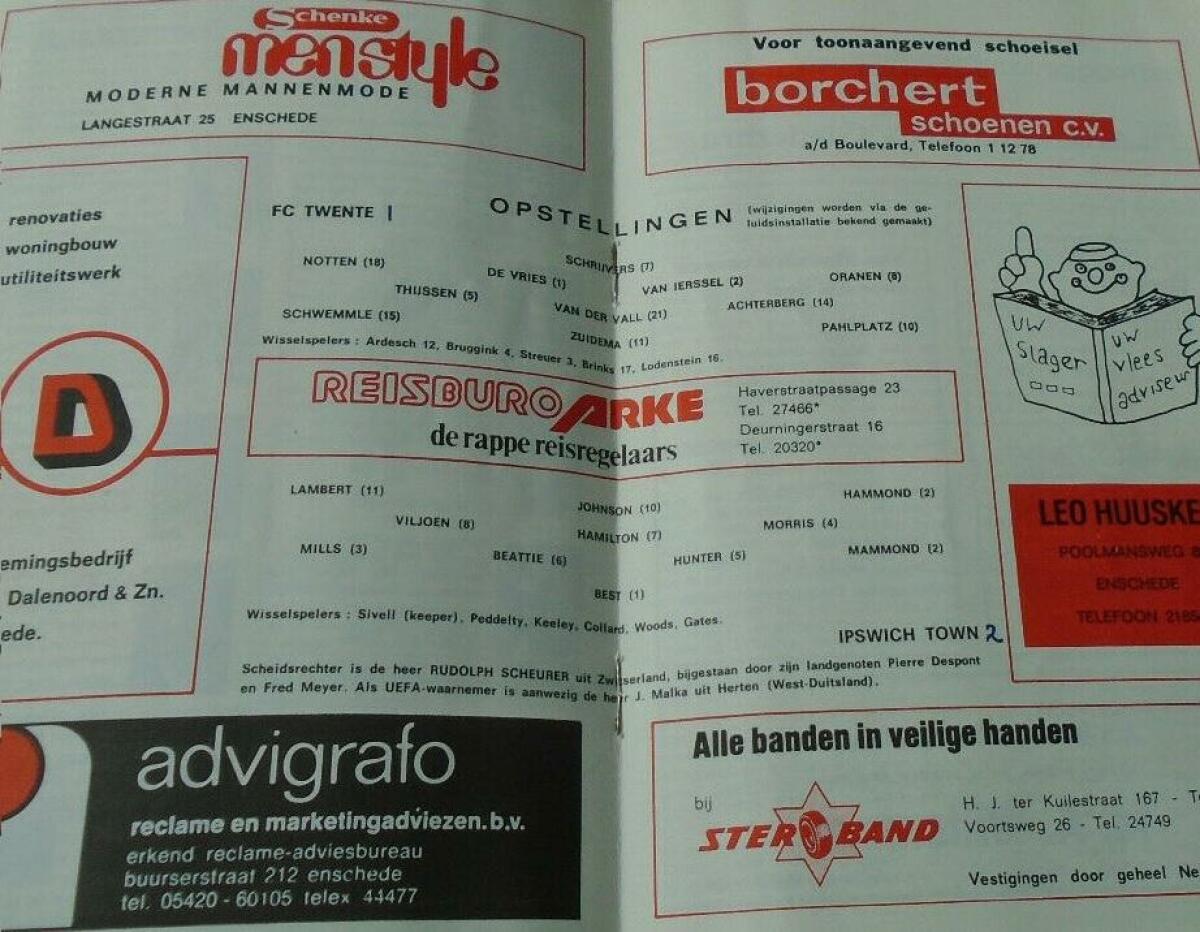 Schenke
menstyle
MODERNE MANNENMODE
LANGESTRAAT 25 ENSCHEDE
Voor toonaangevend schoeisel
borchert
schoenen c.v.
a/d Boulevard, Telefoon 1 12 78
renovaties
woningbouw
utiliteitswerk
emingsbedrijf
Dalenoord & Zn.
ede.
FC TWENTE 1
OPSTELLINGEN
(wijzigingen worden via de ge-
luidsinstallatie bekend gemaakt)
SCHRIJVERS (7)
NOTTEN (18) DE VRIES (1) VAN IERSSEL (2) ORANEN (6)
THIJSSEN (5) VAN DER VALL (21) ACHTERBERG (14)
SCHWEMMLE (15) ZUIDEMA (11) PAHLPLATZ (10)
Wisselspelers : Ardesch 12, Bruggink 4, Streuer 3, Brinks 17, Lodenstein 16.
REISBURO ARKE
de rappe reisregelaars
Haverstraatpassage 23
Tel. 27466*
Deurningerstraat 16
Tel. 20320*
LAMBERT (11) JOHNSON (10) HAMMOND (2)
VILJOEN (8) HAMILTON (7) MORRIS (4)
MILLS (3) BEATTIE (6) HUNTER (5) MAMMOND (2)
BEST (1)
Wisselspelers : Sivell (keeper), Peddelty, Keeley, Collard, Woods, Gates.
IPSWICH TOWN 2
Scheidsrechter is de heer RUDOLPH SCHEURER uit Zwitserland, bijgestaan door zijn landgenoten Pierre Despont
en Fred Meyer. Als UEFA-waarnemer is aanwezig de heer J. Malka uit Herten (West-Duitsland).
UW
slager
UW
vlees
adviseur
LEO HUUSKE
POOLMANSWEG 8
ENSCHEDE
TELEFOON 2185
advigrafo
reclame en marketingadviezen.b.v.
erkend reclame-adviesbureau
buurserstraat 212 enschede
tel. 05420 - 60105 telex 44477
Alle banden in veilige handen
bij
STER BAND
H. J. ter Kuilestraat 167 - Te
Voortsweg 26 - Tel. 24749
Vestigingen door geheel Ne